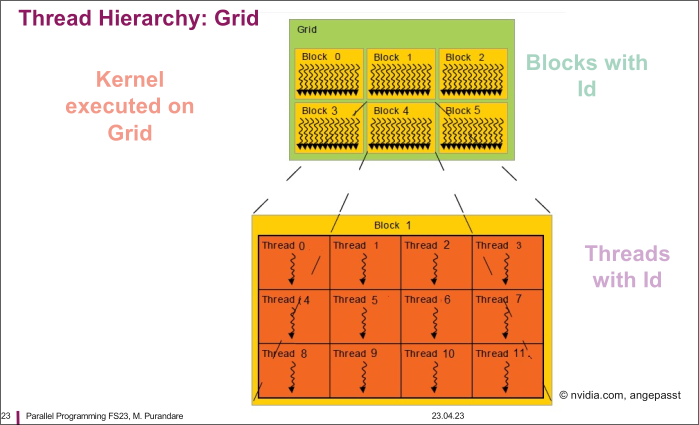 Thread Hierarchy: Grid
Kernel
executed on
Grid
Grid
Block 0
Block 1
Block 2
Block 3
Block 4
Block 5
Blocks with
Id
Block 1
Thread 0
Thread 1
Thread 2
Thread 3
Thread 4
Thread 5
Thread 6
Thread 7
Thread 8
Thread 9
Thread 10
Thread 11
Threads
with Id
© nvidia.com, angepasst
23
Parallel Programming FS23, M. Purandare
23.04.23